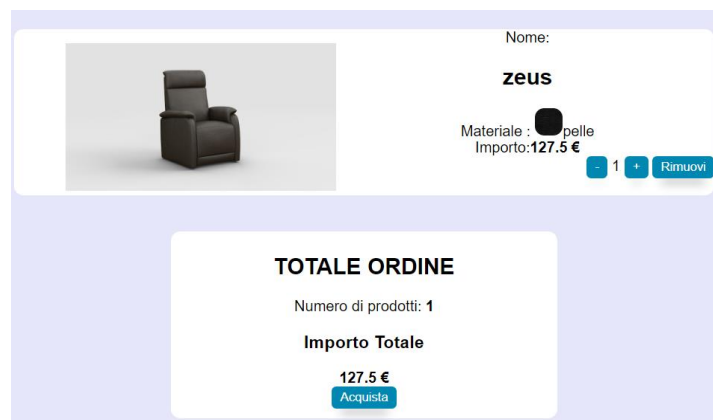 Nome:
zeus
Materiale : pelle
Importo:127.5 €
- 1 + Rimuovi
TOTALE ORDINE
Numero di prodotti: 1
Importo Totale
127.5 €
Acquista